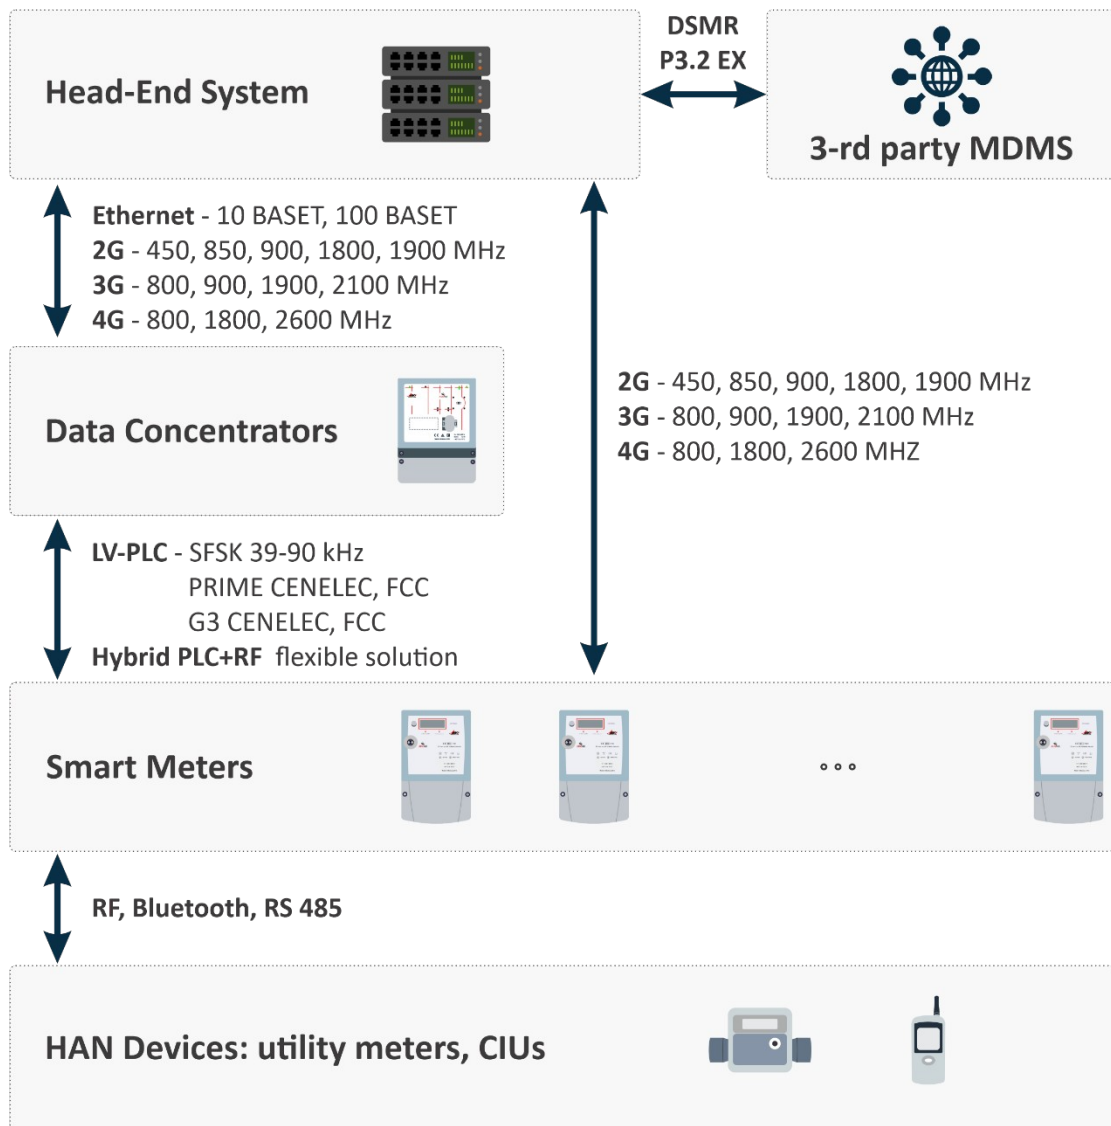 Head-End System
DSMR
P3.2 EX
3-rd party MDMS
Ethernet - 10 BASET, 100 BASET
2G - 450, 850, 900, 1800, 1900 MHz
3G - 800, 900, 1900, 2100 MHz
4G - 800, 1800, 2600 MHz
Data Concentrators
2G - 450, 850, 900, 1800, 1900 MHz
3G - 800, 900, 1900, 2100 MHz
4G - 800, 1800, 2600 MHZ
LV-PLC - SFSK 39-90 kHz
PRIME CENELEC, FCC
G3 CENELEC, FCC
Hybrid PLC+RF flexible solution
Smart Meters
RF, Bluetooth, RS 485
HAN Devices: utility meters, CIUs